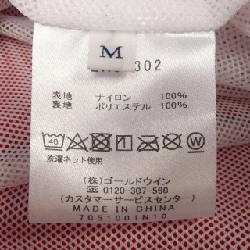 M
302
表地 ナイロン 100%
裏地 ポリエステル 100%
40
洗濯ネット使用
(株)ゴールドウイン
0120-307-560
(カスタマーサービスセンター)
MADE IN CHINA